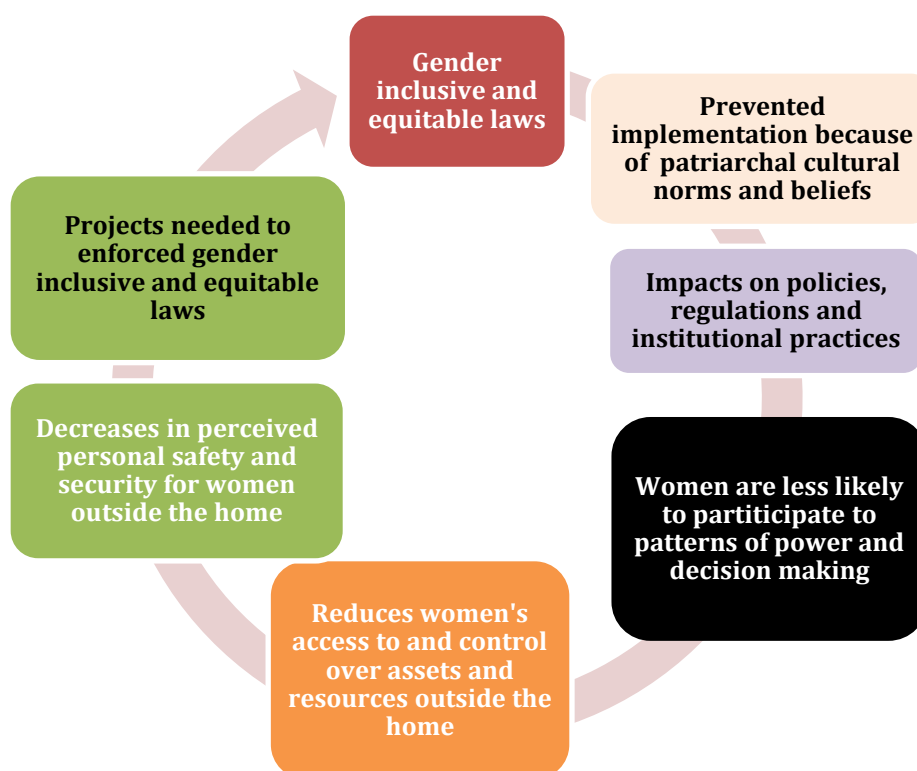 Gender
inclusive and
equitable laws
Prevented
implementation because
of patriarchal cultural
norms and beliefs
Impacts on policies,
regulations and
institutional practices
Women are less likely
to partiticipate to
patterns of power and
decision making
Reduces women's
access to and control
over assets and
resources outside the
home
Decreases in perceived
personal safety and
security for women
outside the home
Projects needed to
enforced gender
inclusive and equitable
laws